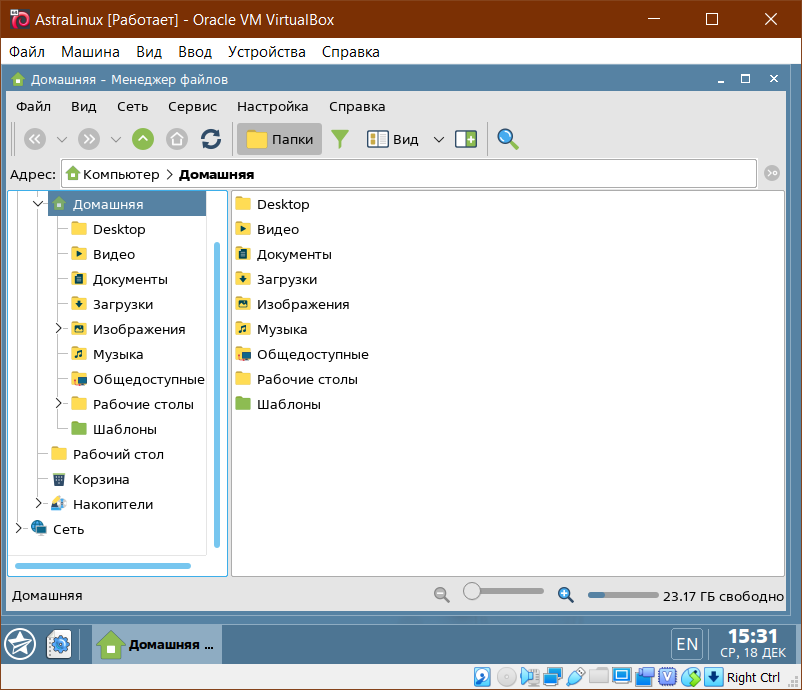 AstraLinux [Работает] - Oracle VM VirtualBox
Файл Машина Вид Ввод Устройства Справка
Домашняя – Менеджер файлов
Файл Вид Сеть Сервис Настройка Справка
Папки Вид
Адрес: Компьютер > Домашняя
Домашняя
Desktop
Видео
Документы
Загрузки
Изображения
Музыка
Общедоступные
Рабочие столы
Шаблоны
Рабочий стол
Корзина
Накопители
Сеть
Desktop
Видео
Документы
Загрузки
Изображения
Музыка
Общедоступные
Рабочие столы
Шаблоны
Домашняя 23.17 ГБ свободно
Домашняя ... EN 15:31
СР, 18 ДЕК
Right Ctrl